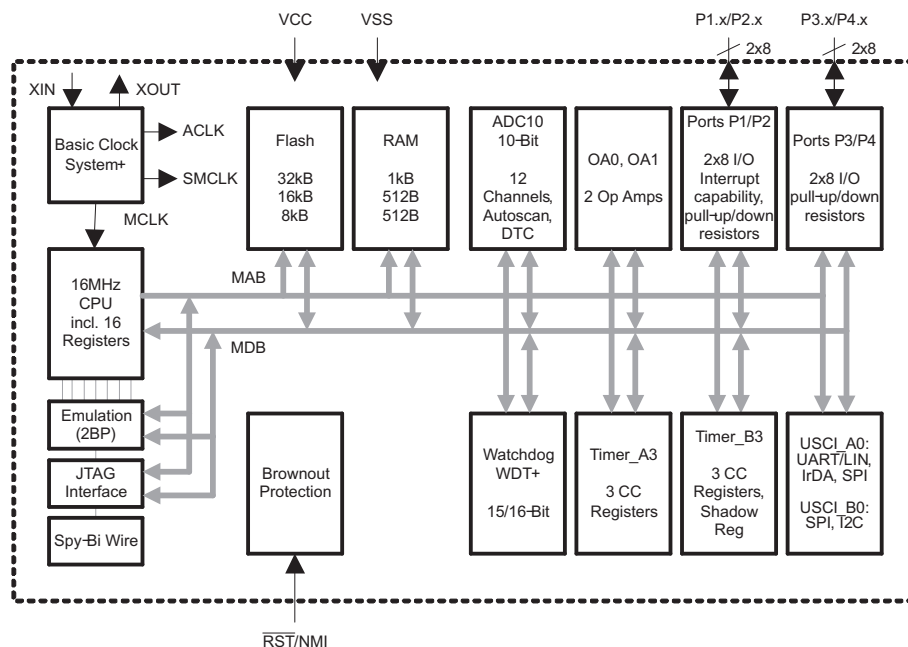 VCC
VSS
P1.x/P2.x
P3.x/P4.x
2x8
2x8
XIN
XOUT
Basic Clock
System+
ACLK
SMCLK
MCLK
Flash
32kB
16kB
8kB
RAM
1kB
512B
512B
ADC10
10-Bit
12
Channels,
Autoscan,
DTC
OA0, OA1
2 Op Amps
Ports P1/P2
2x8 I/O
Interrupt
capability,
pull-up/down
resistors
Ports P3/P4
2x8 I/O
pull-up/down
resistors
16MHz
CPU
incl. 16
Registers
MAB
MDB
Emulation
(2BP)
JTAG
Interface
Spy-Bi Wire
Brownout
Protection
Watchdog
WDT+
15/16-Bit
Timer_A3
3 CC
Registers
Timer_B3
3 CC
Registers,
Shadow
Reg
USCI_A0:
UART/LIN,
IrDA, SPI
USCI_B0:
SPI, I2C
RST/NMI